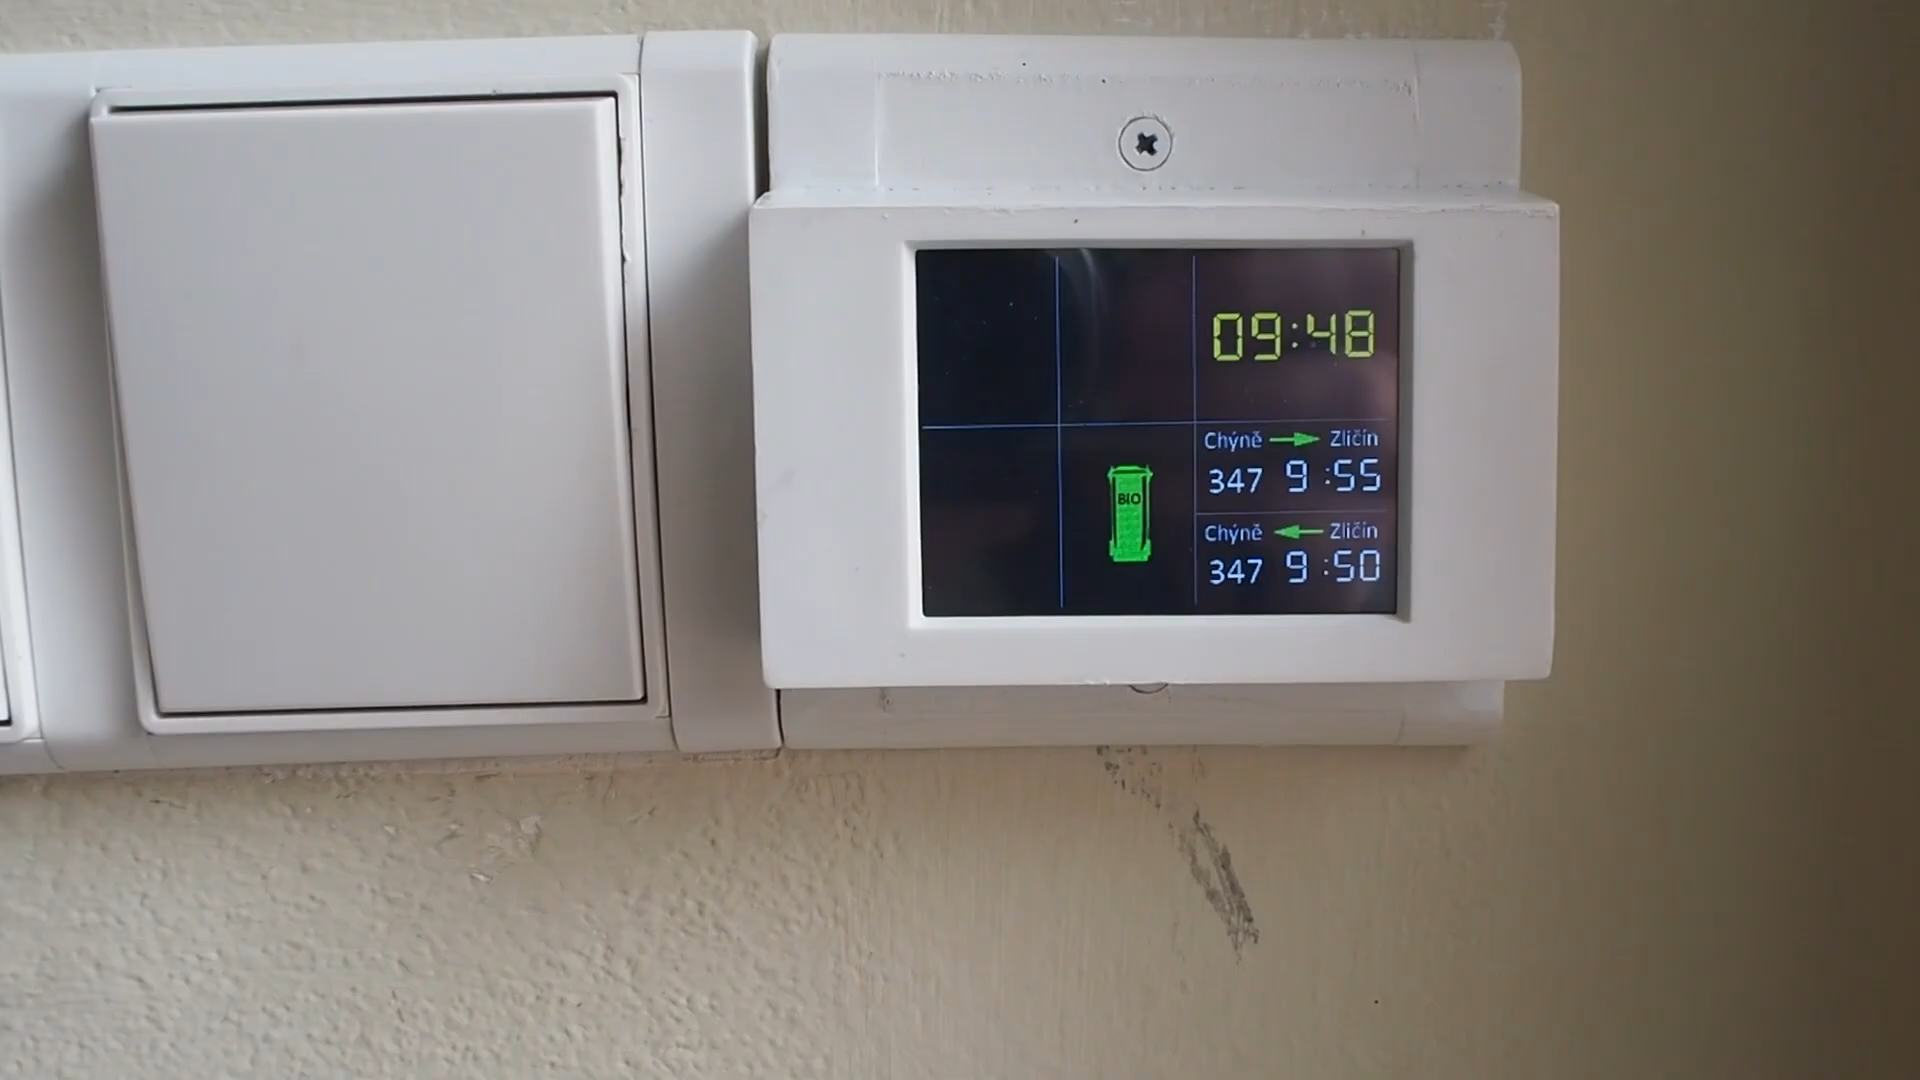 09:48
Chýně → Zličín
347 9:55
Chýně ← Zličín
347 9:50
BIO